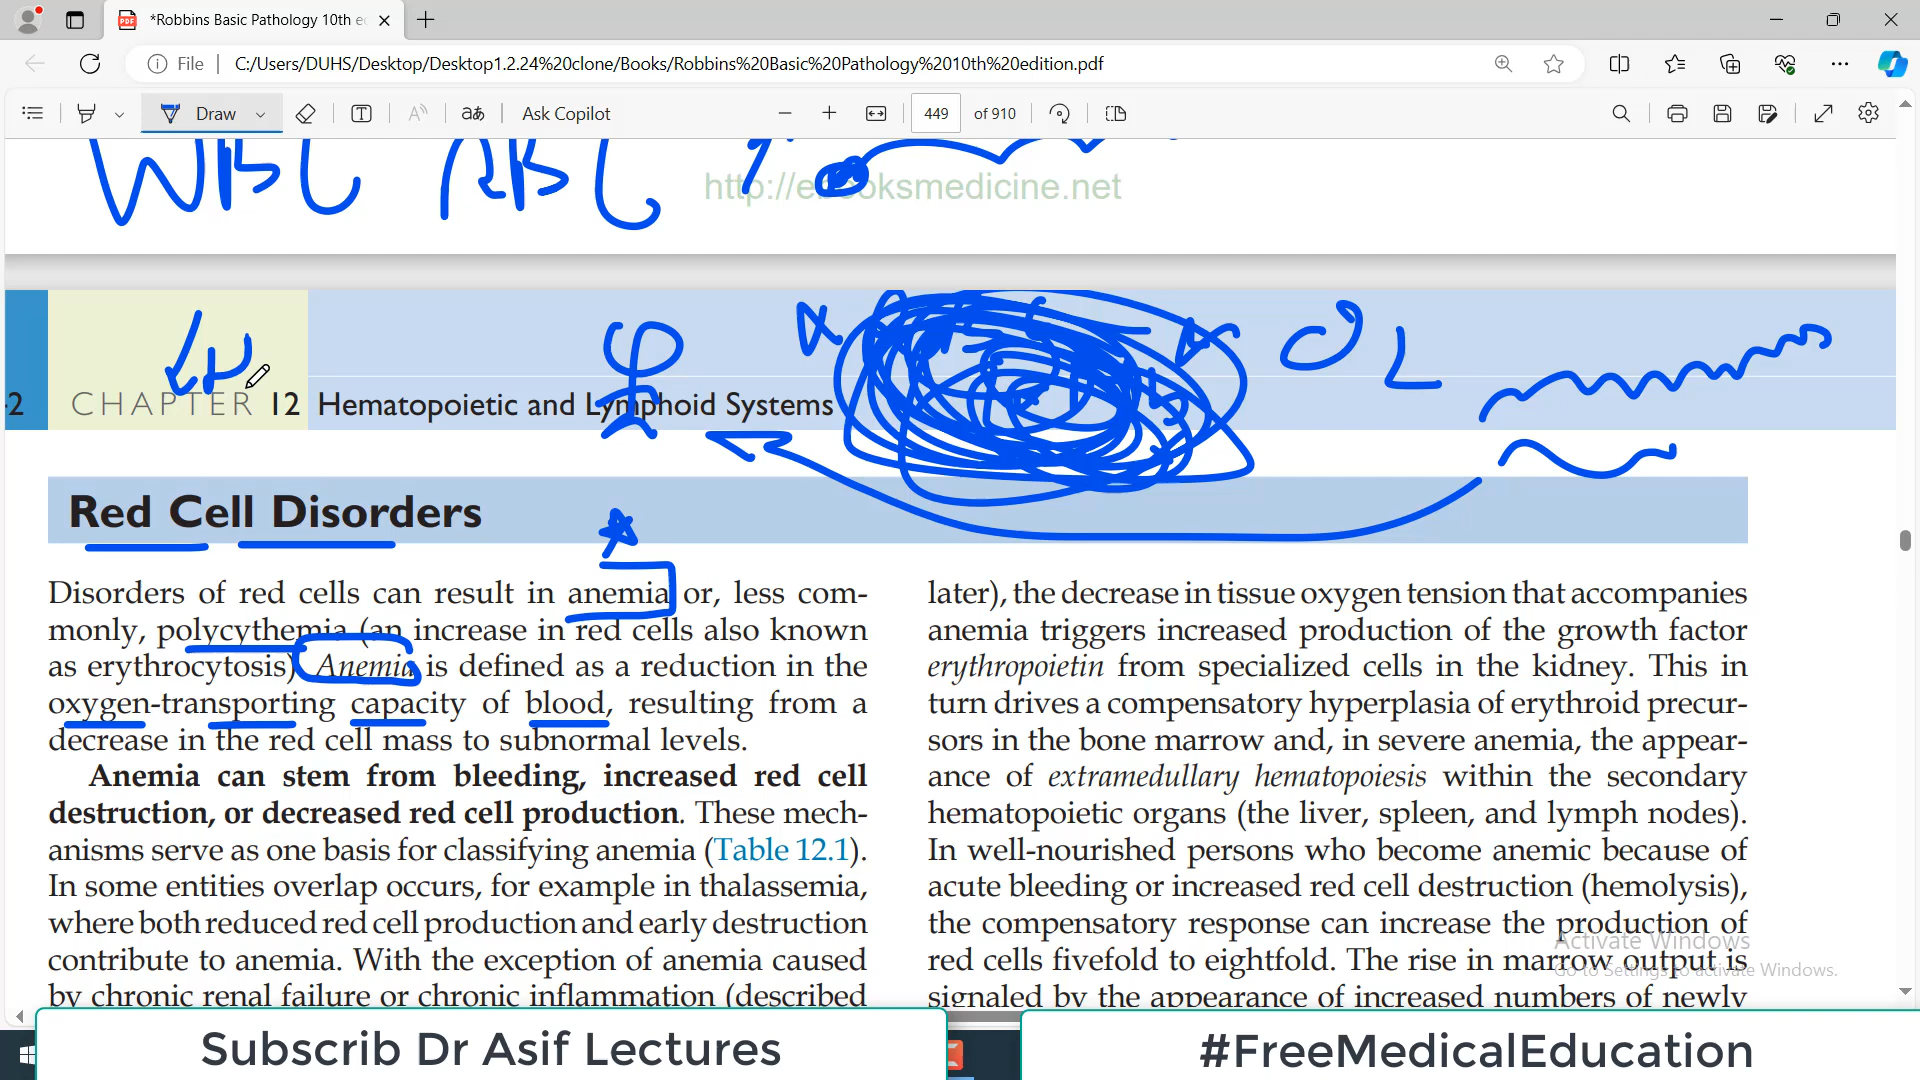 *Robbins Basic Pathology 10th e
File
C:/Users/DUHS/Desktop/Desktop1.2.24%20clone/Books/Robbins%20Basic%20Pathology%2010th%20edition.pdf
Draw
Ask Copilot
449 of 910
WBC RBC
http://ebooksmedicine.net
-2
CHAPTER 12 Hematopoietic and Lymphoid Systems
Red Cell Disorders
Disorders of red cells can result in anemia or, less com-
monly, polycythemia (an increase in red cells also known
as erythrocytosis). Anemia is defined as a reduction in the
oxygen-transporting capacity of blood, resulting from a
decrease in the red cell mass to subnormal levels.
Anemia can stem from bleeding, increased red cell
destruction, or decreased red cell production. These mech-
anisms serve as one basis for classifying anemia (Table 12.1).
In some entities overlap occurs, for example in thalassemia,
where both reduced red cell production and early destruction
contribute to anemia. With the exception of anemia caused
by chronic renal failure or chronic inflammation (described
later), the decrease in tissue oxygen tension that accompanies
anemia triggers increased production of the growth factor
erythropoietin from specialized cells in the kidney. This in
turn drives a compensatory hyperplasia of erythroid precur-
sors in the bone marrow and, in severe anemia, the appear-
ance of extramedullary hematopoiesis within the secondary
hematopoietic organs (the liver, spleen, and lymph nodes).
In well-nourished persons who become anemic because of
acute bleeding or increased red cell destruction (hemolysis),
the compensatory response can increase the production of
red cells fivefold to eightfold. The rise in marrow output is
signaled by the appearance of increased numbers of newly
Activate Windows
Go to Settings to activate Windows.
Subscrib Dr Asif Lectures
#FreeMedicalEducation